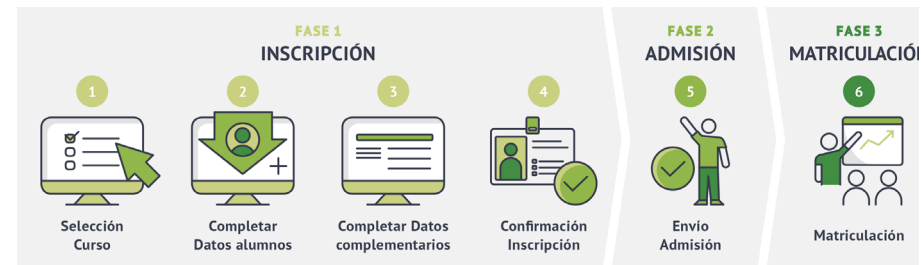 FASE 1
INSCRIPCIÓN
1
2
3
4
Selección
Curso
Completar
Datos alumnos
Completar Datos
complementarios
Confirmación
Inscripción
FASE 2
ADMISIÓN
5
Envío
Admisión
FASE 3
MATRICULACIÓN
6
Matriculación